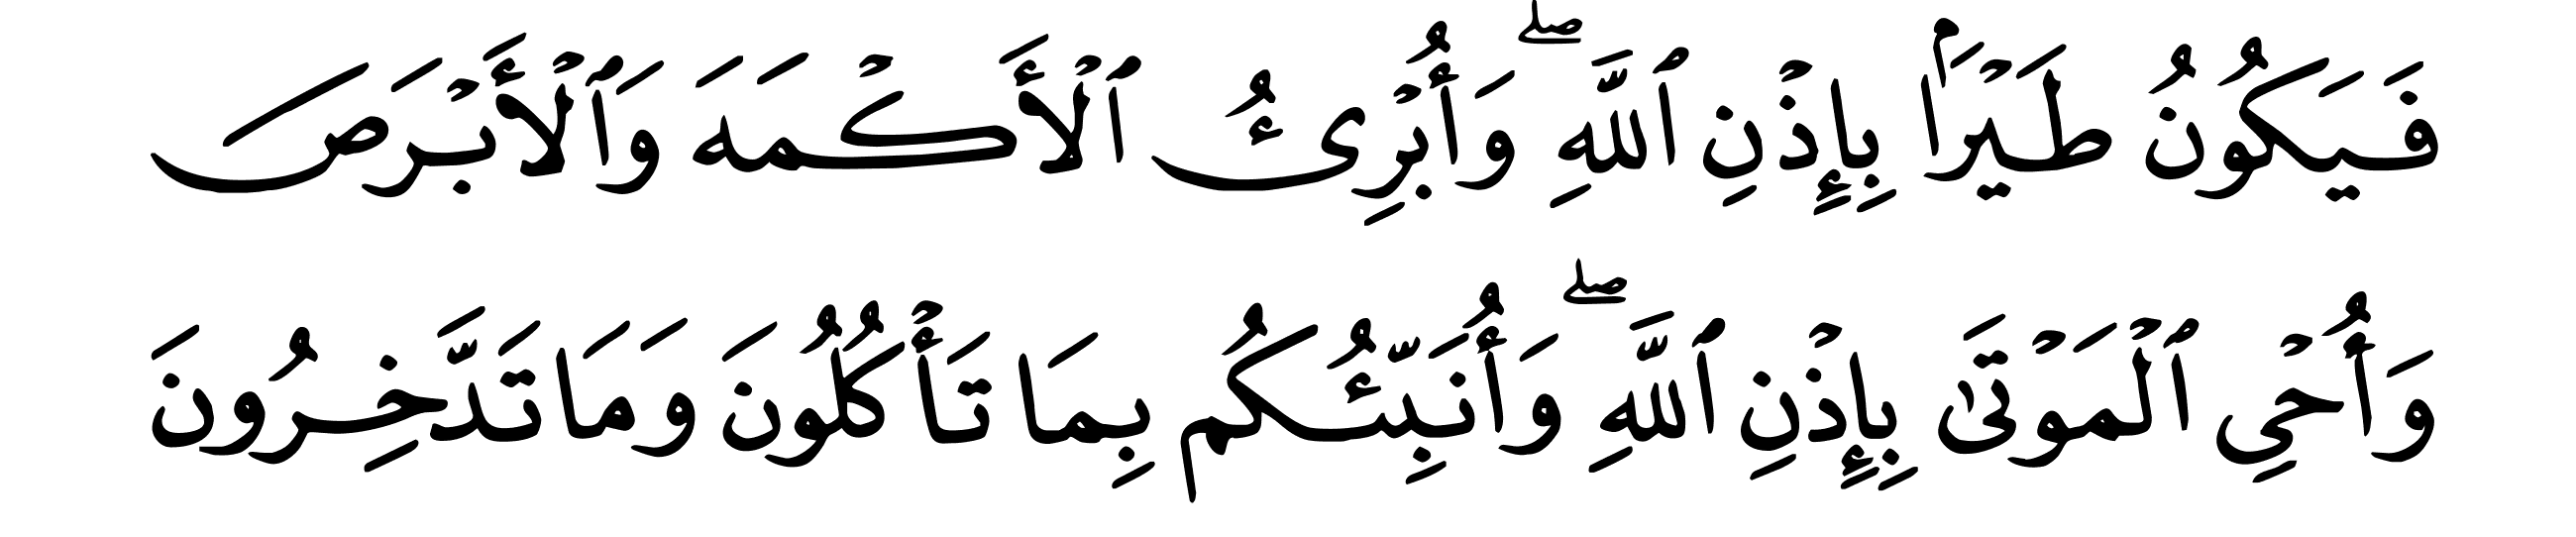 فَيَكُونُ طَيْرَۢا بِإِذْنِ ٱللَّهِ ۖ وَأُبْرِئُ ٱلْأَكْمَهَ وَٱلْأَبْرَصَ
وَأُحْيِ ٱلْمَوْتَىٰ بِإِذْنِ ٱللَّهِ ۖ وَأُنَبِّئُكُم بِمَا تَأْكُلُونَ وَمَا تَدَّخِرُونَ